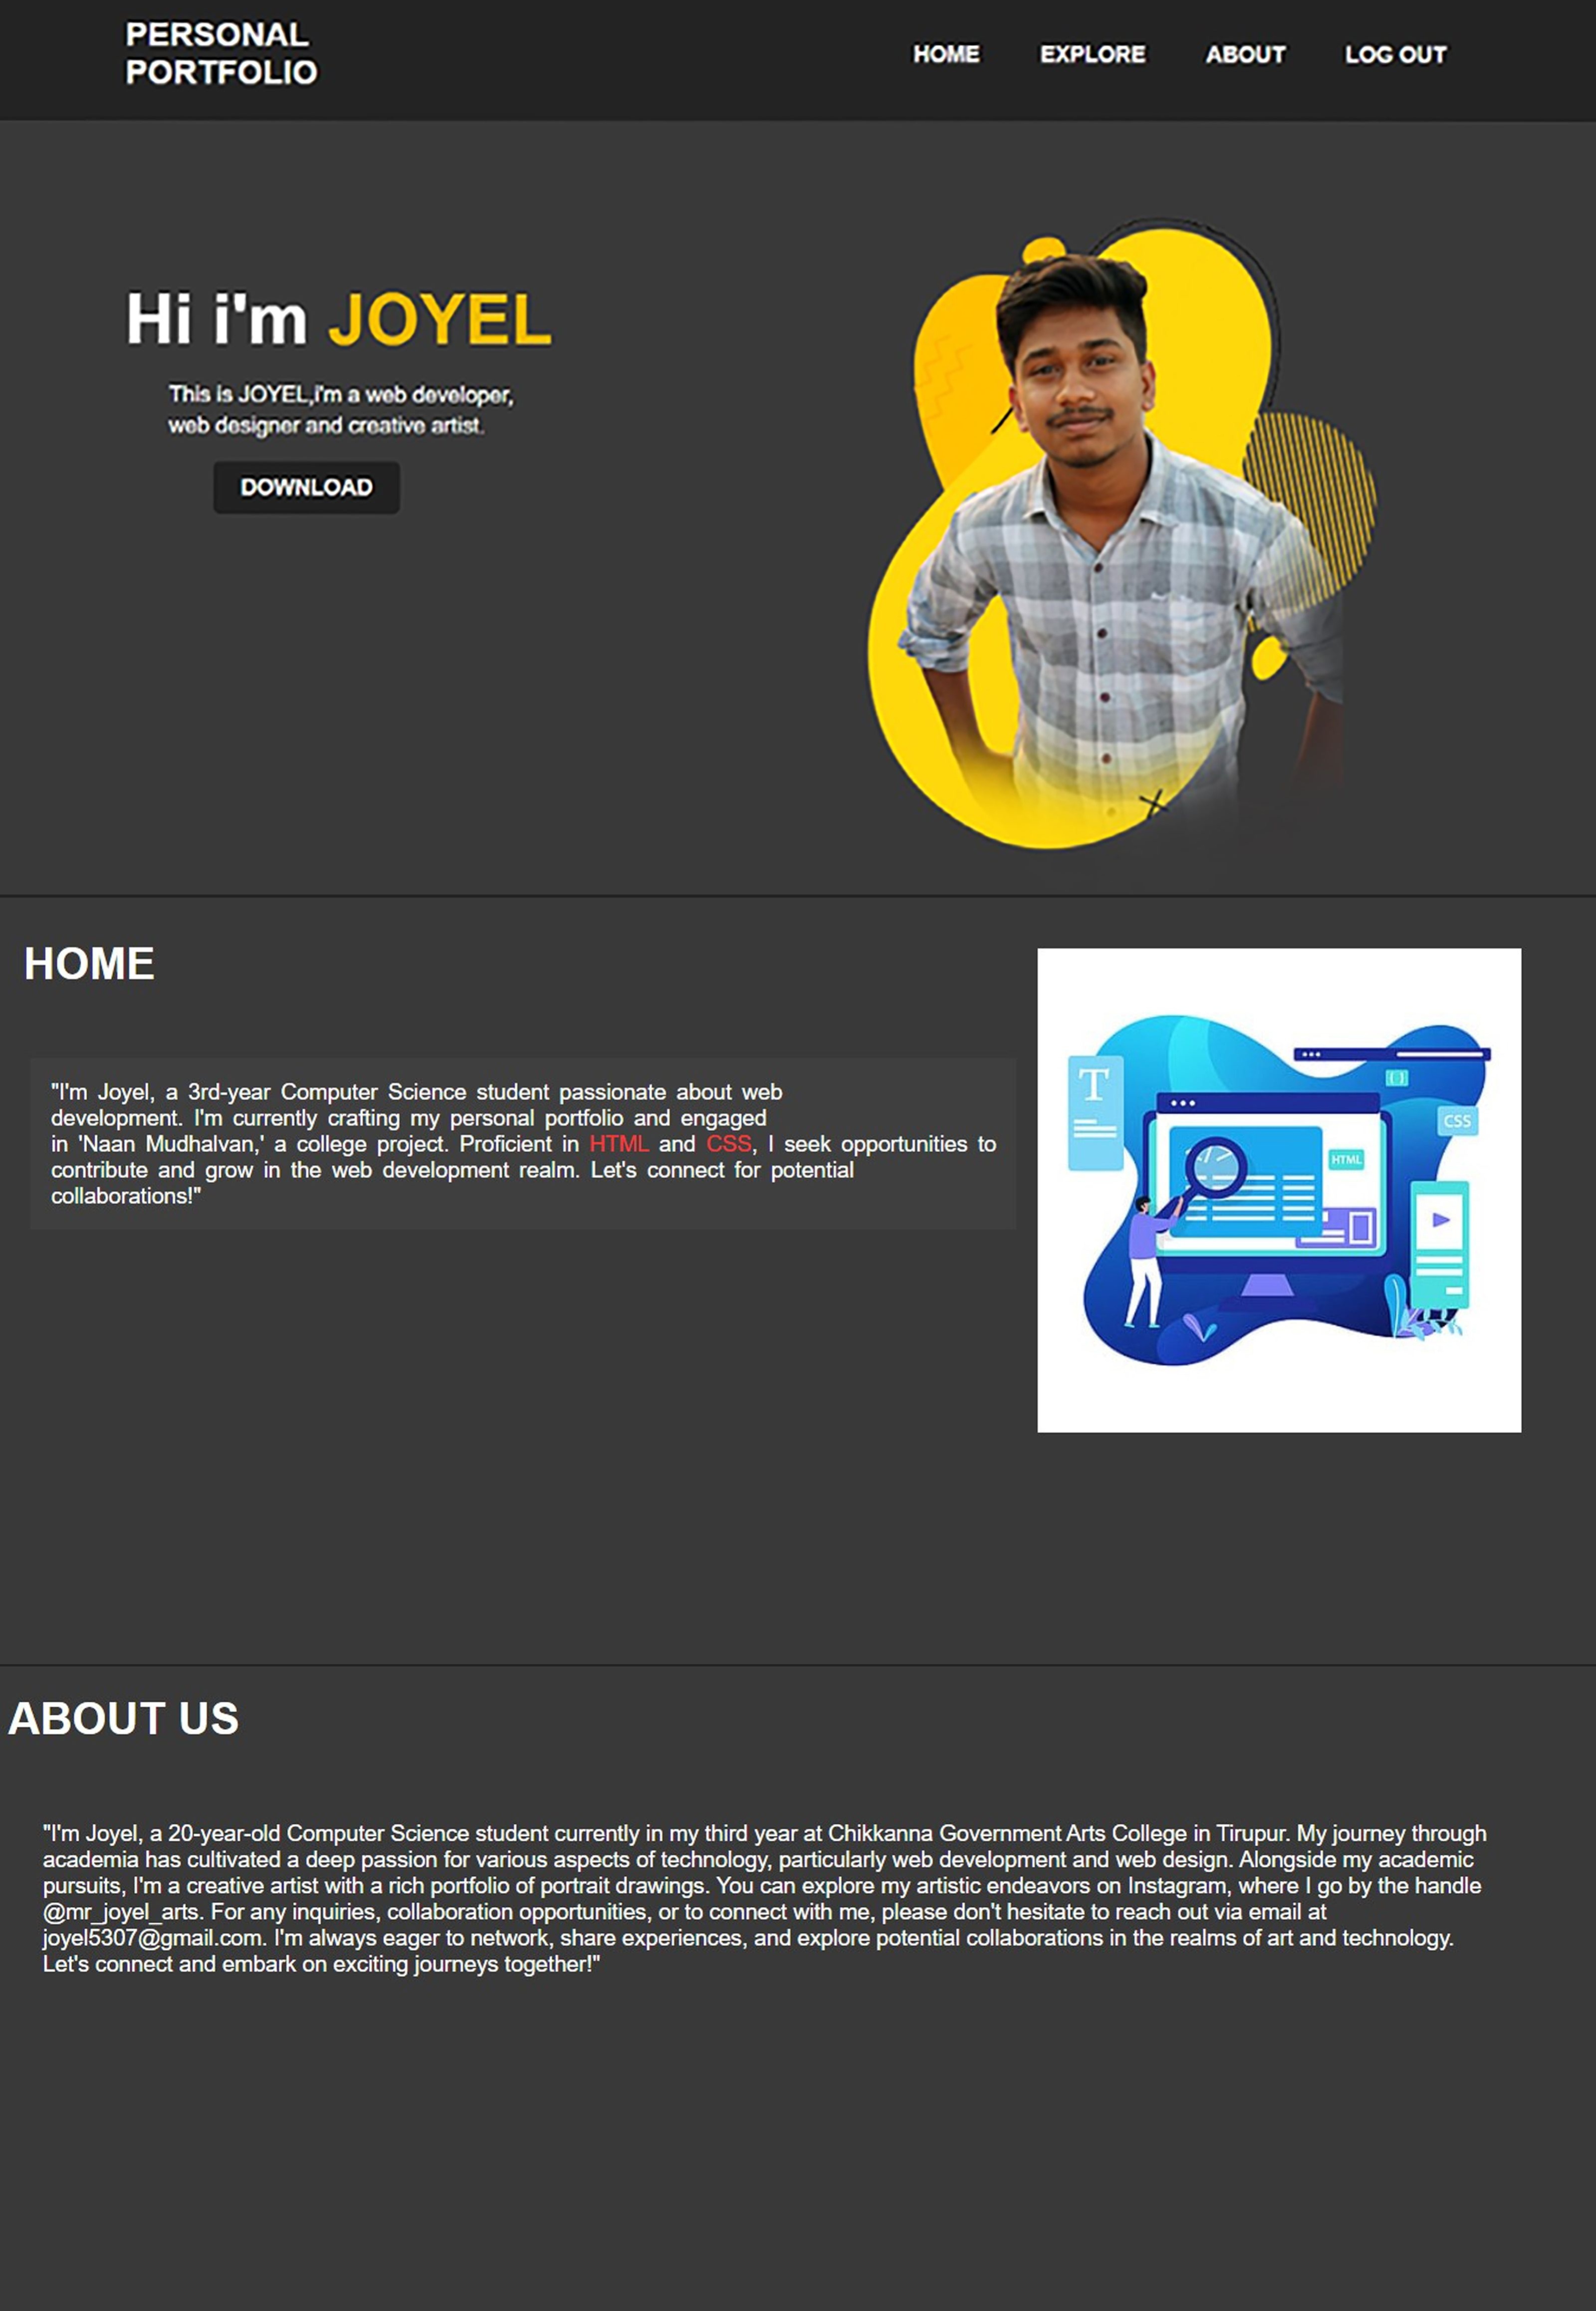 PERSONAL
PORTFOLIO
HOME EXPLORE ABOUT LOG OUT
Hi i'm JOYEL
This is JOYEL,i'm a web developer,
web designer and creative artist.
DOWNLOAD
HOME
"I'm Joyel, a 3rd-year Computer Science student passionate about web
development. I'm currently crafting my personal portfolio and engaged
in 'Naan Mudhalvan,' a college project. Proficient in HTML and CSS, I seek opportunities to
contribute and grow in the web development realm. Let's connect for potential
collaborations!"
T
{ }
CSS
HTML
</>
ABOUT US
"I'm Joyel, a 20-year-old Computer Science student currently in my third year at Chikkanna Government Arts College in Tirupur. My journey through
academia has cultivated a deep passion for various aspects of technology, particularly web development and web design. Alongside my academic
pursuits, I'm a creative artist with a rich portfolio of portrait drawings. You can explore my artistic endeavors on Instagram, where I go by the handle
@mr_joyel_arts. For any inquiries, collaboration opportunities, or to connect with me, please don't hesitate to reach out via email at
joyel5307@gmail.com. I'm always eager to network, share experiences, and explore potential collaborations in the realms of art and technology.
Let's connect and embark on exciting journeys together!"